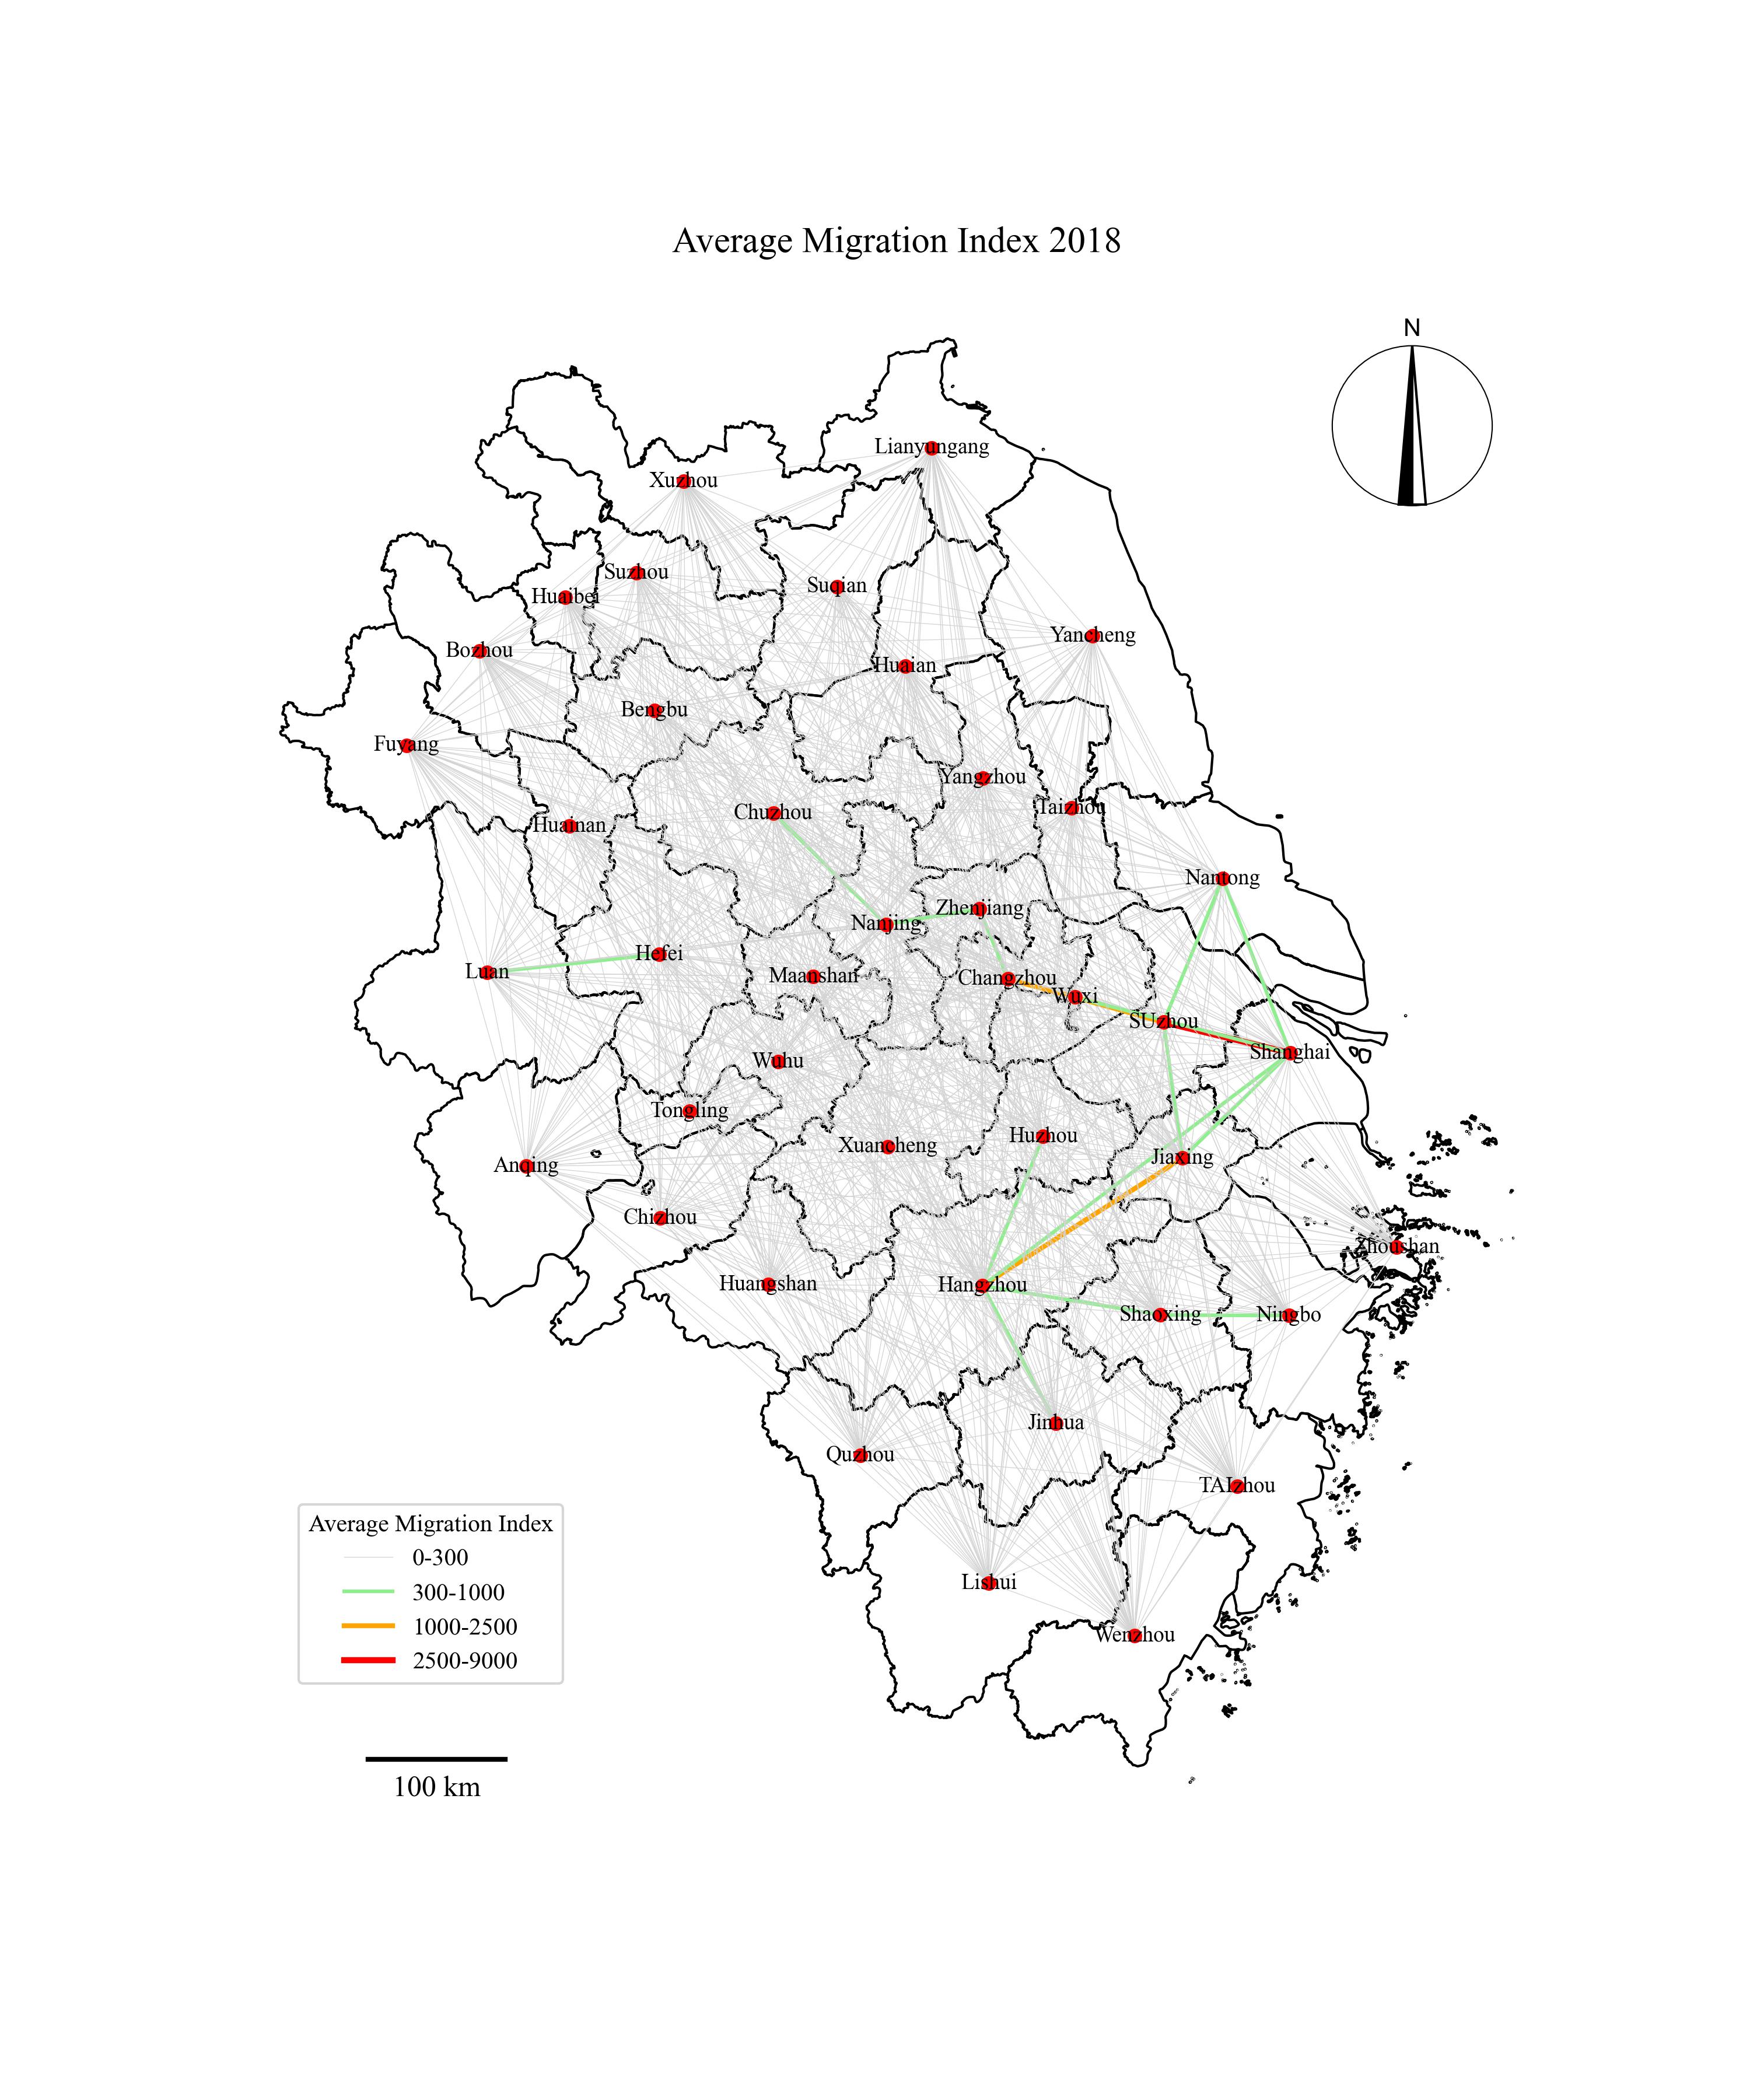 Average Migration Index 2018
N
Lianyungang
Xuzhou
Suzhou
Suqian
Huaibei
Yancheng
Bozhou
Huaian
Bengbu
Fuyang
Yangzhou
Taizhou
Chuzhou
Huainan
Nantong
Zhenjiang
Nanjing
Hefei
Luan
Maanshan
Changzhou
Wuxi
SUzhou
Shanghai
Wuhu
Tongling
Huzhou
Xuancheng
Jiaxing
Anqing
Chizhou
Zhoushan
Huangshan
Hangzhou
Shaoxing
Ningbo
Jinhua
Quzhou
TAIzhou
Lishui
Wenzhou
Average Migration Index
0-300
300-1000
1000-2500
2500-9000
100 km